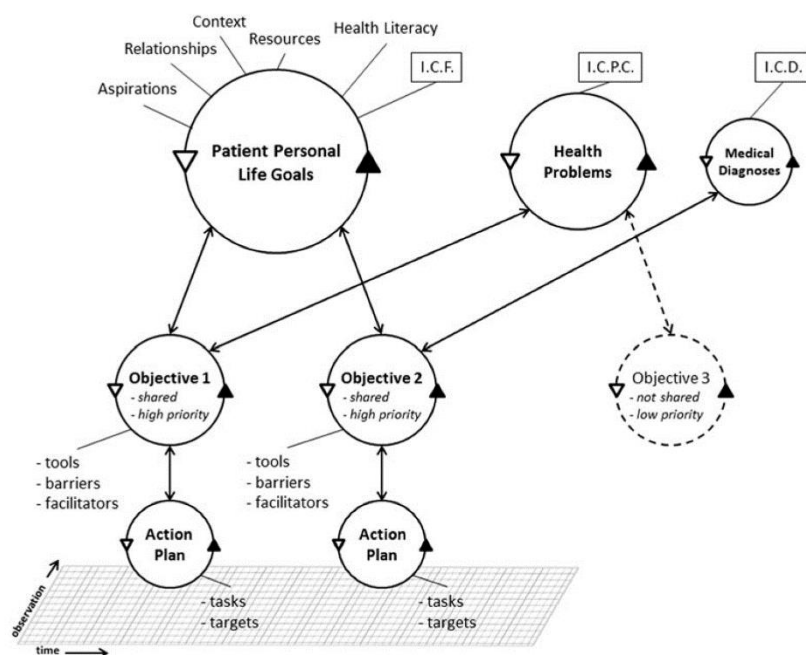 Context
Resources
Health Literacy
Relationships
I.C.F.
I.C.P.C.
I.C.D.
Aspirations
Patient Personal
Life Goals
Health
Problems
Medical
Diagnoses
Objective 1
- shared
- high priority
Objective 2
- shared
- high priority
Objective 3
- not shared
- low priority
- tools
- barriers
- facilitators
- tools
- barriers
- facilitators
Action
Plan
Action
Plan
- tasks
- targets
- tasks
- targets
observation
time